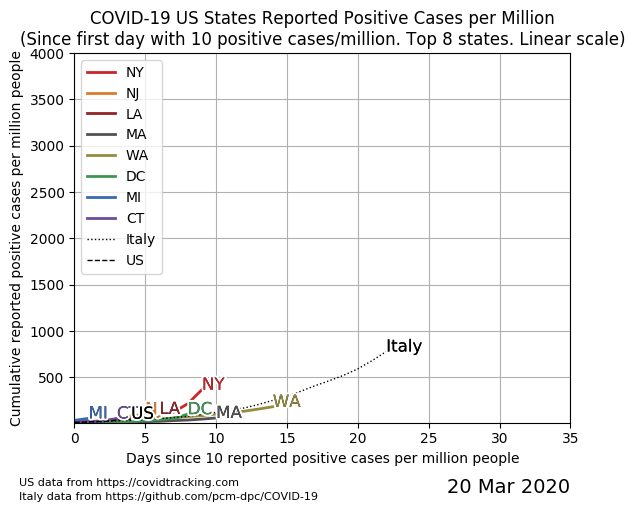 COVID-19 US States Reported Positive Cases per Million
(Since first day with 10 positive cases/million. Top 8 states. Linear scale)
Cumulative reported positive cases per million people
4000
3500
3000
2500
2000
1500
1000
500
NY
NJ
LA
MA
WA
DC
MI
CT
Italy
US
Italy
NY
WA
MI
US
LA
DC
MA
0
5
10
15
20
25
30
35
Days since 10 reported positive cases per million people
US data from https://covidtracking.com
Italy data from https://github.com/pcm-dpc/COVID-19
20 Mar 2020